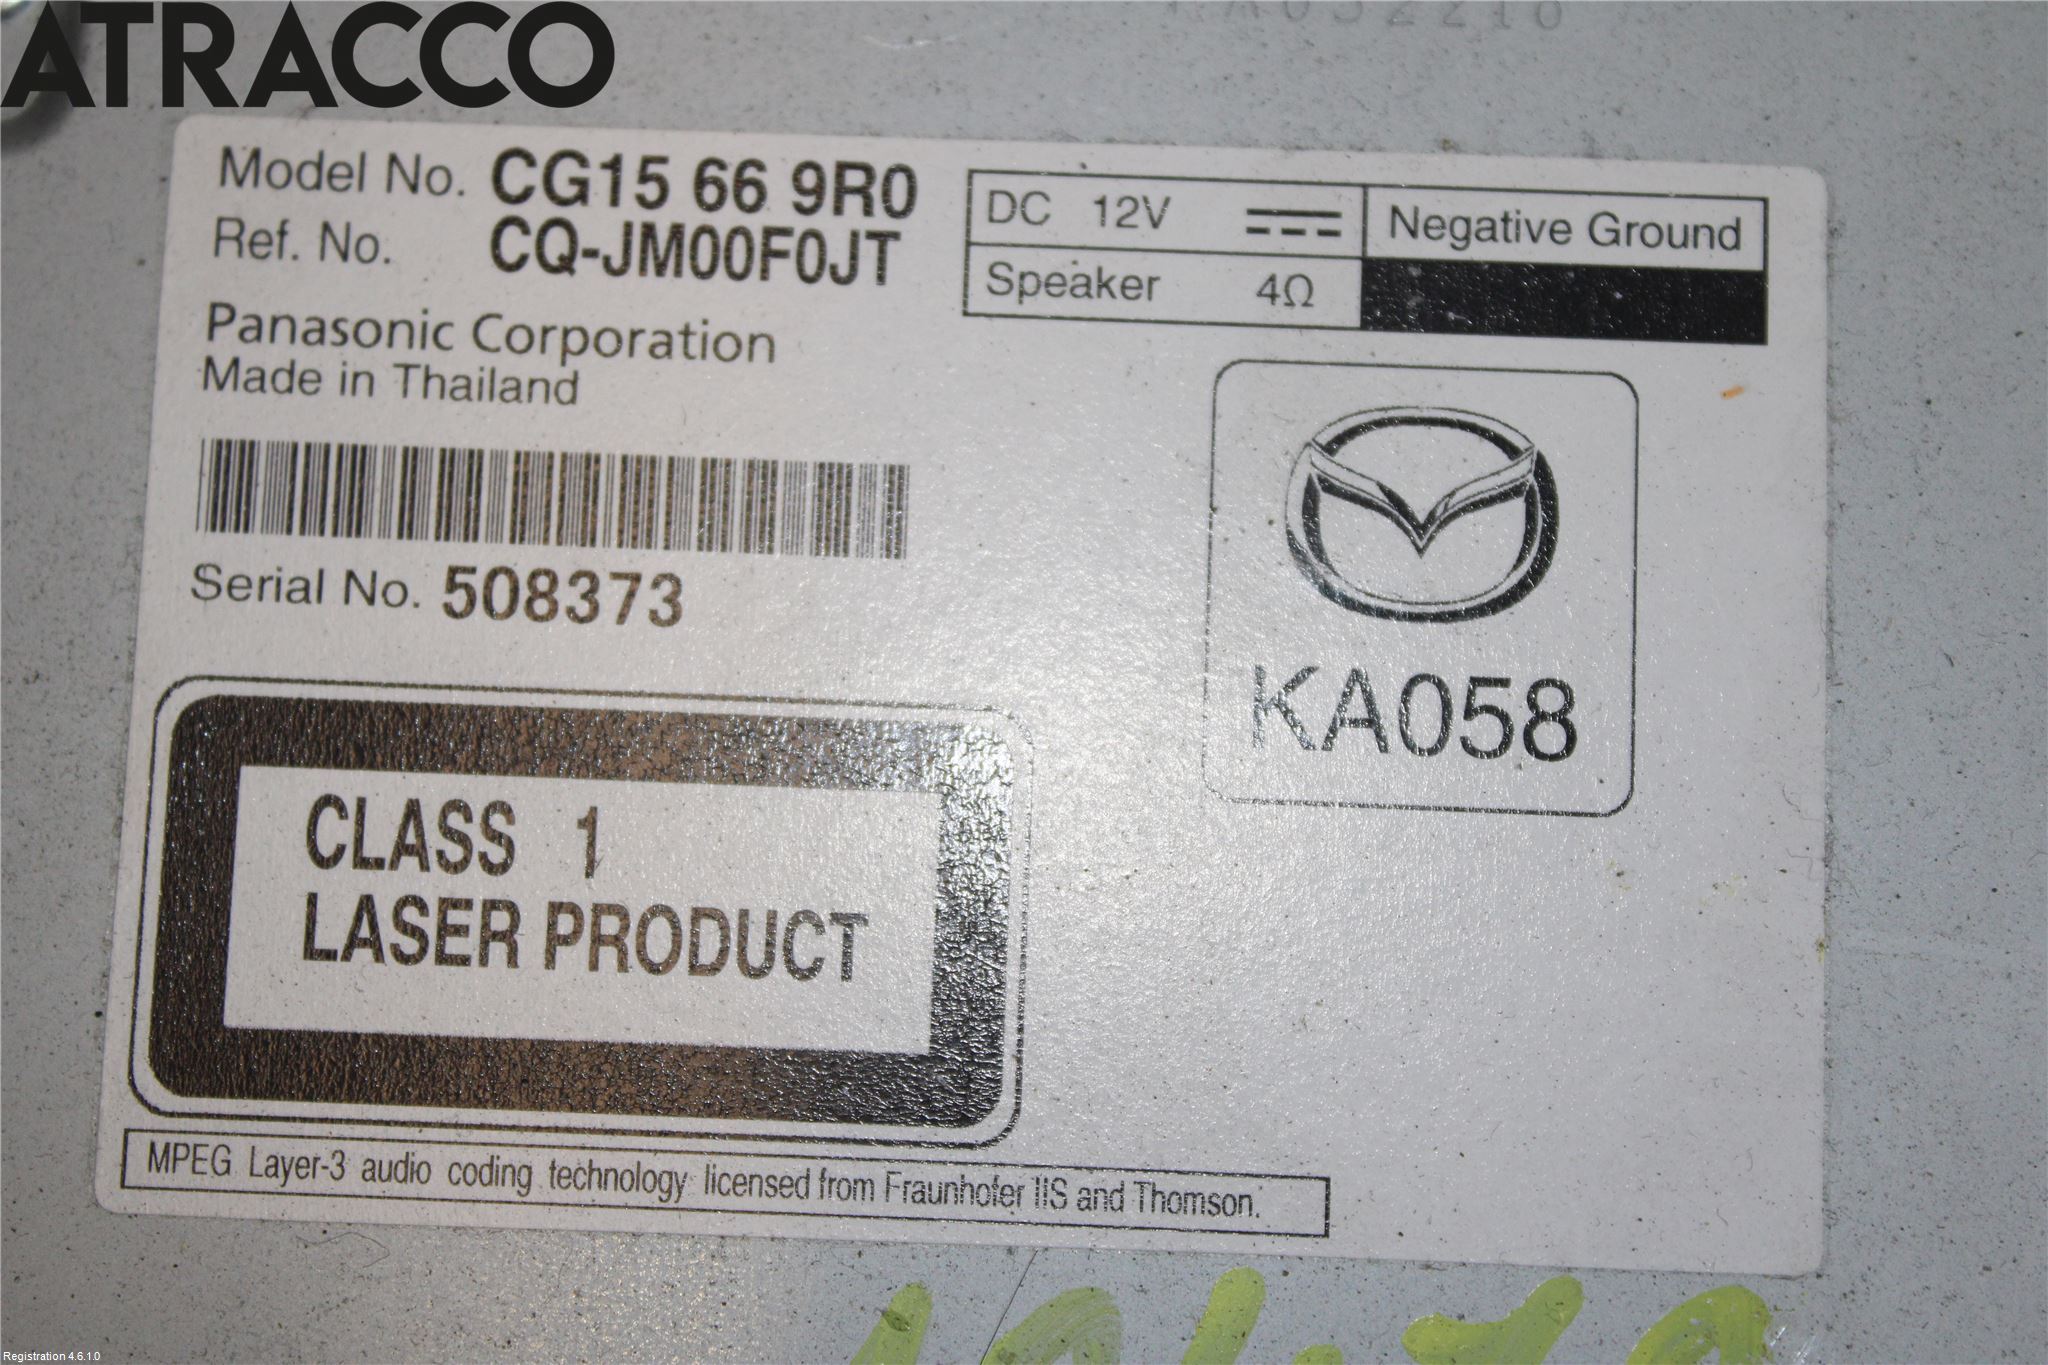 ATRACCO
Model No. CG15 66 9R0
Ref. No. CQ-JM00F0JT
DC 12V Negative Ground
Speaker 4Ω
Panasonic Corporation
Made in Thailand
Serial No. 508373
KA058
CLASS 1
LASER PRODUCT
MPEG Layer-3 audio coding technology licensed from Fraunhofer IIS and Thomson.
Registration 4.6.1.0